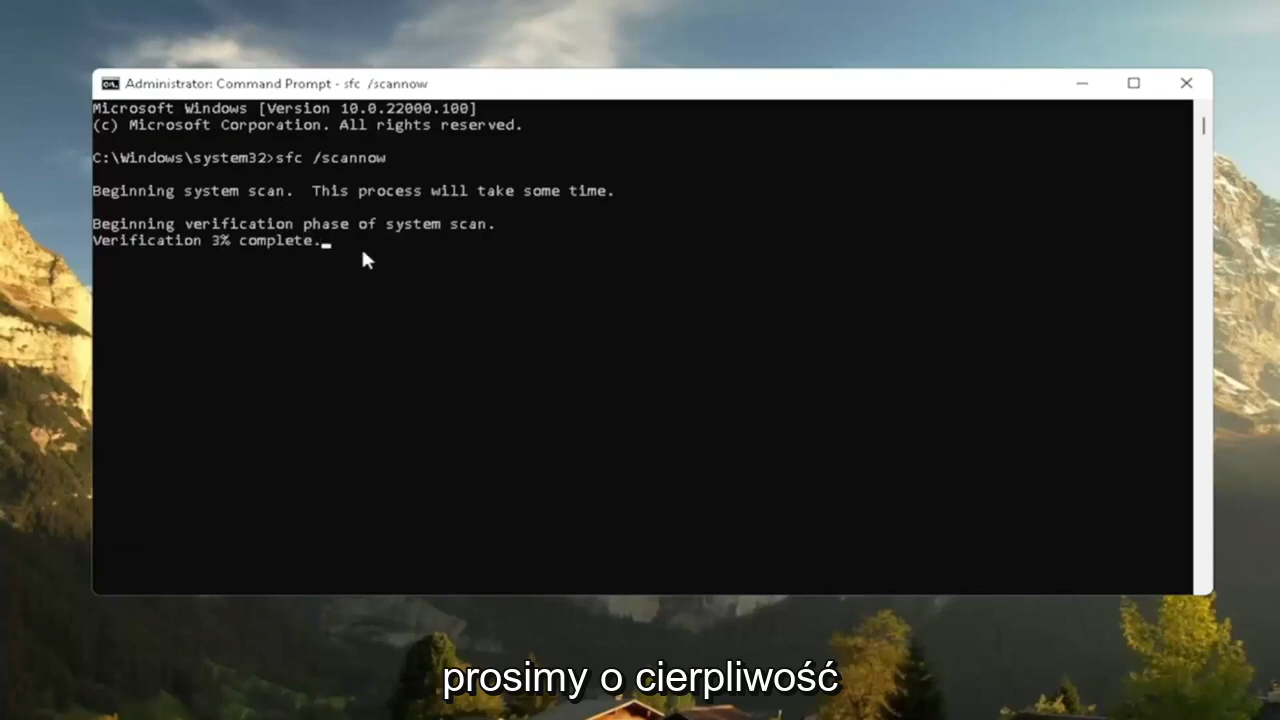 Administrator: Command Prompt - sfc /scannow
Microsoft Windows [Version 10.0.22000.100]
(c) Microsoft Corporation. All rights reserved.
C:\Windows\system32>sfc /scannow
Beginning system scan.  This process will take some time.
Beginning verification phase of system scan.
Verification 3% complete.
prosimy o cierpliwość